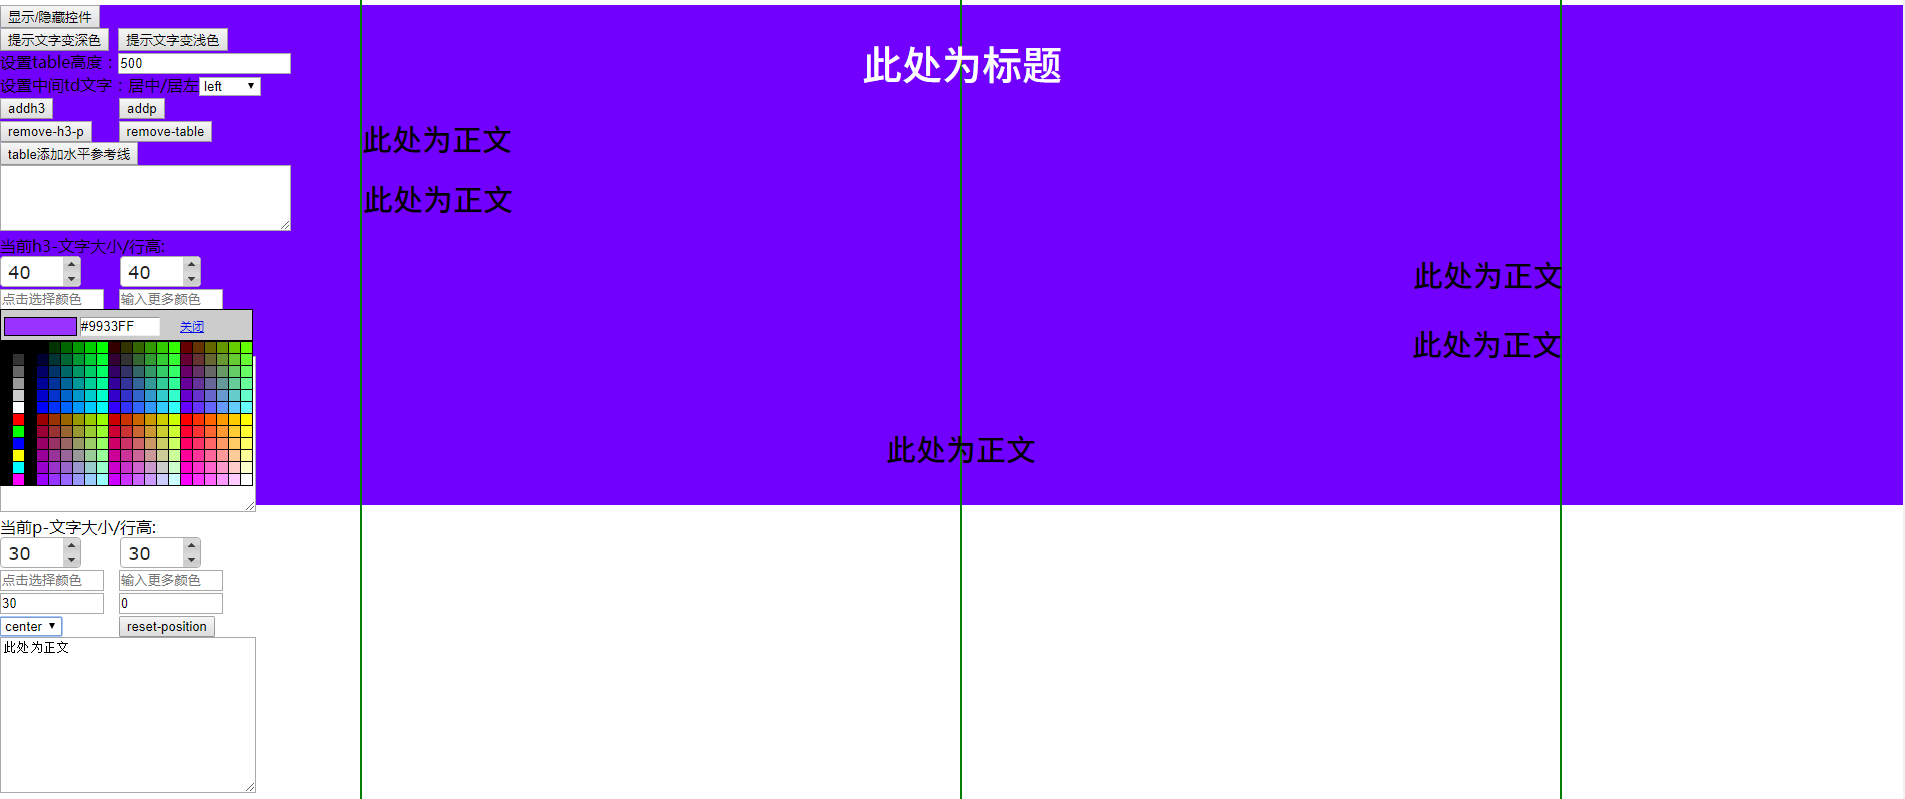 显示/隐藏控件
提示文字变深色 提示文字变浅色
设置table高度：500
设置中间td文字：居中/居左 left
addh3 addp
remove-h3-p remove-table
table添加水平参考线
当前h3-文字大小/行高:
40 40
点击选择颜色 输入更多颜色
#9933FF 关闭
当前p-文字大小/行高:
30 30
点击选择颜色 输入更多颜色
30 0
center reset-position
此处为正文
此处为标题
此处为正文
此处为正文
此处为正文
此处为正文
此处为正文